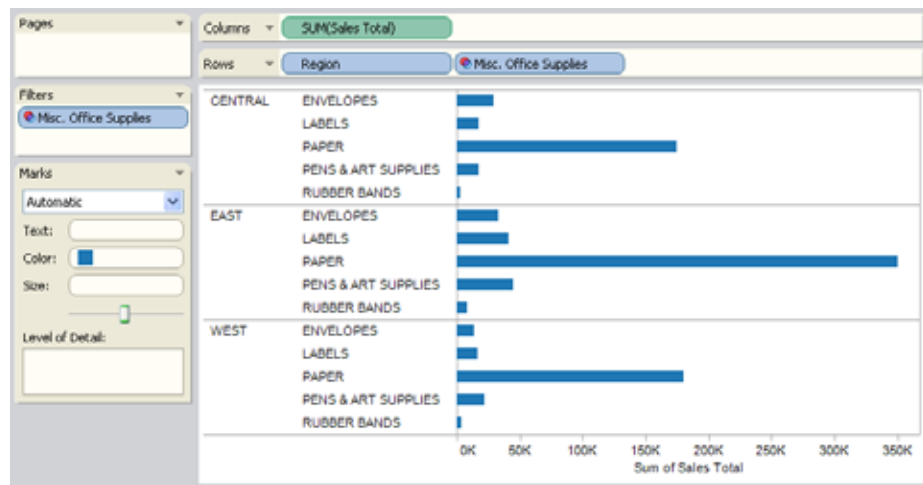 Pages
Columns SUM(Sales Total)
Rows Region Misc. Office Supplies
Filters
Misc. Office Supplies
Marks
Automatic
Text:
Color:
Size:
Level of Detail:
CENTRAL ENVELOPES
LABELS
PAPER
PENS & ART SUPPLIES
RUBBER BANDS
EAST ENVELOPES
LABELS
PAPER
PENS & ART SUPPLIES
RUBBER BANDS
WEST ENVELOPES
LABELS
PAPER
PENS & ART SUPPLIES
RUBBER BANDS
0K 50K 100K 150K 200K 250K 300K 350K
Sum of Sales Total